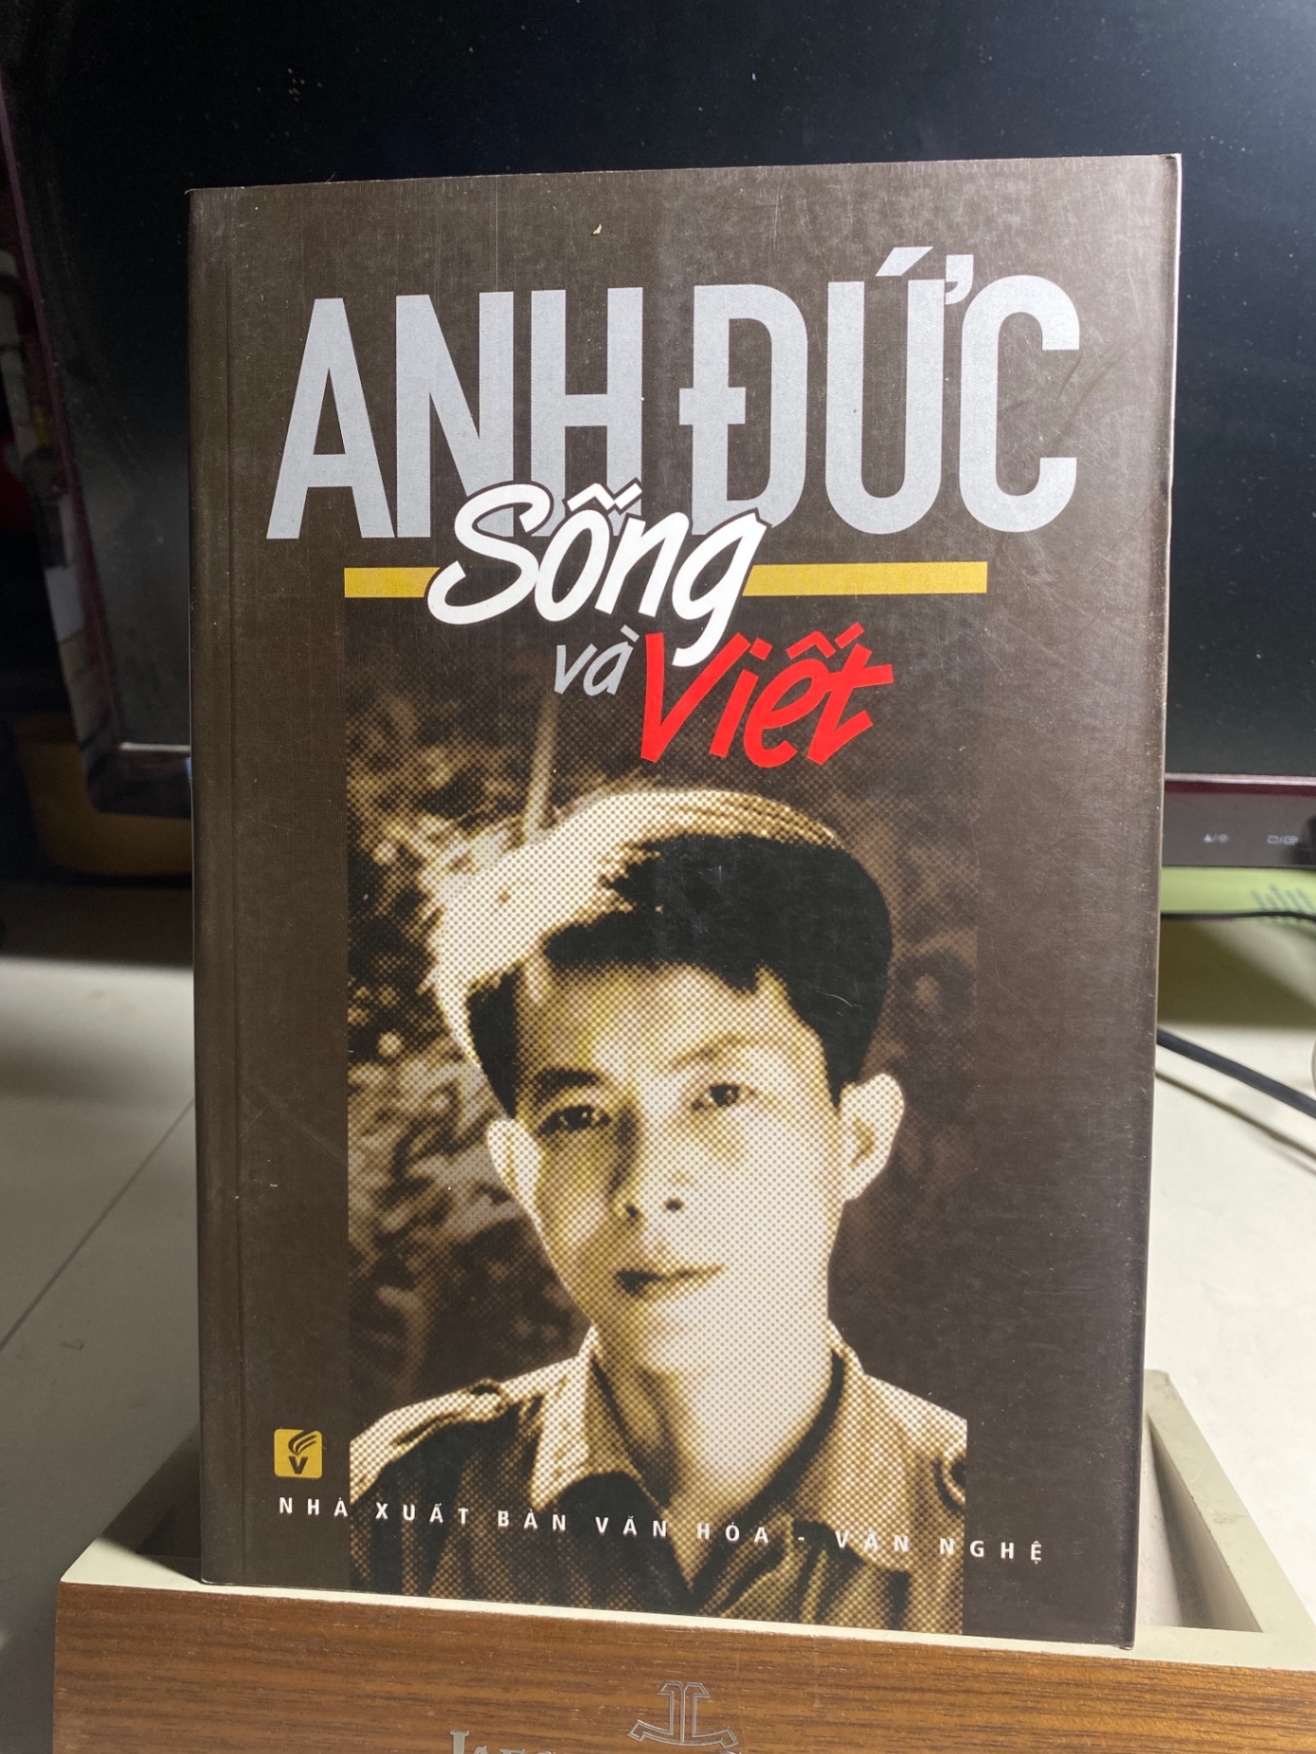 ANH ĐỨC
Sống
và Viết
V
NHÀ XUẤT BẢN VĂN HÓA - VĂN NGHỆ